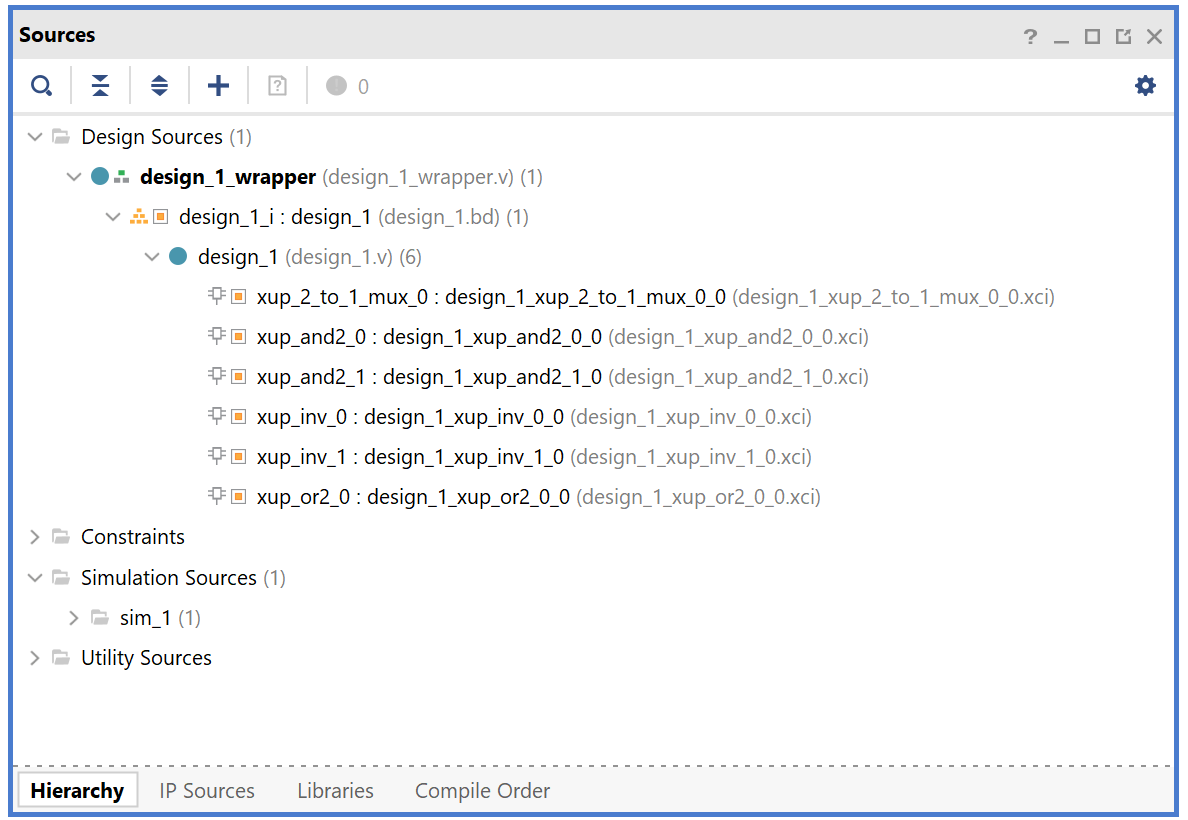 Sources
?
? 0
Design Sources (1)
design_1_wrapper (design_1_wrapper.v) (1)
design_1_i : design_1 (design_1.bd) (1)
design_1 (design_1.v) (6)
xup_2_to_1_mux_0 : design_1_xup_2_to_1_mux_0_0 (design_1_xup_2_to_1_mux_0_0.xci)
xup_and2_0 : design_1_xup_and2_0_0 (design_1_xup_and2_0_0.xci)
xup_and2_1 : design_1_xup_and2_1_0 (design_1_xup_and2_1_0.xci)
xup_inv_0 : design_1_xup_inv_0_0 (design_1_xup_inv_0_0.xci)
xup_inv_1 : design_1_xup_inv_1_0 (design_1_xup_inv_1_0.xci)
xup_or2_0 : design_1_xup_or2_0_0 (design_1_xup_or2_0_0.xci)
Constraints
Simulation Sources (1)
sim_1 (1)
Utility Sources
Hierarchy IP Sources Libraries Compile Order